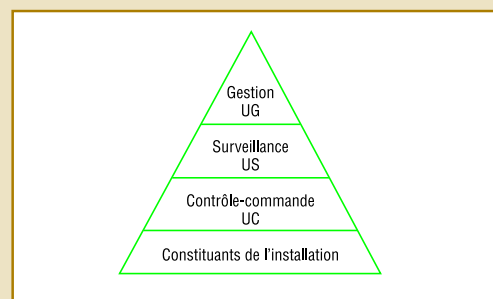 Gestion
UG
Surveillance
US
Contrôle-commande
UC
Constituants de l'installation